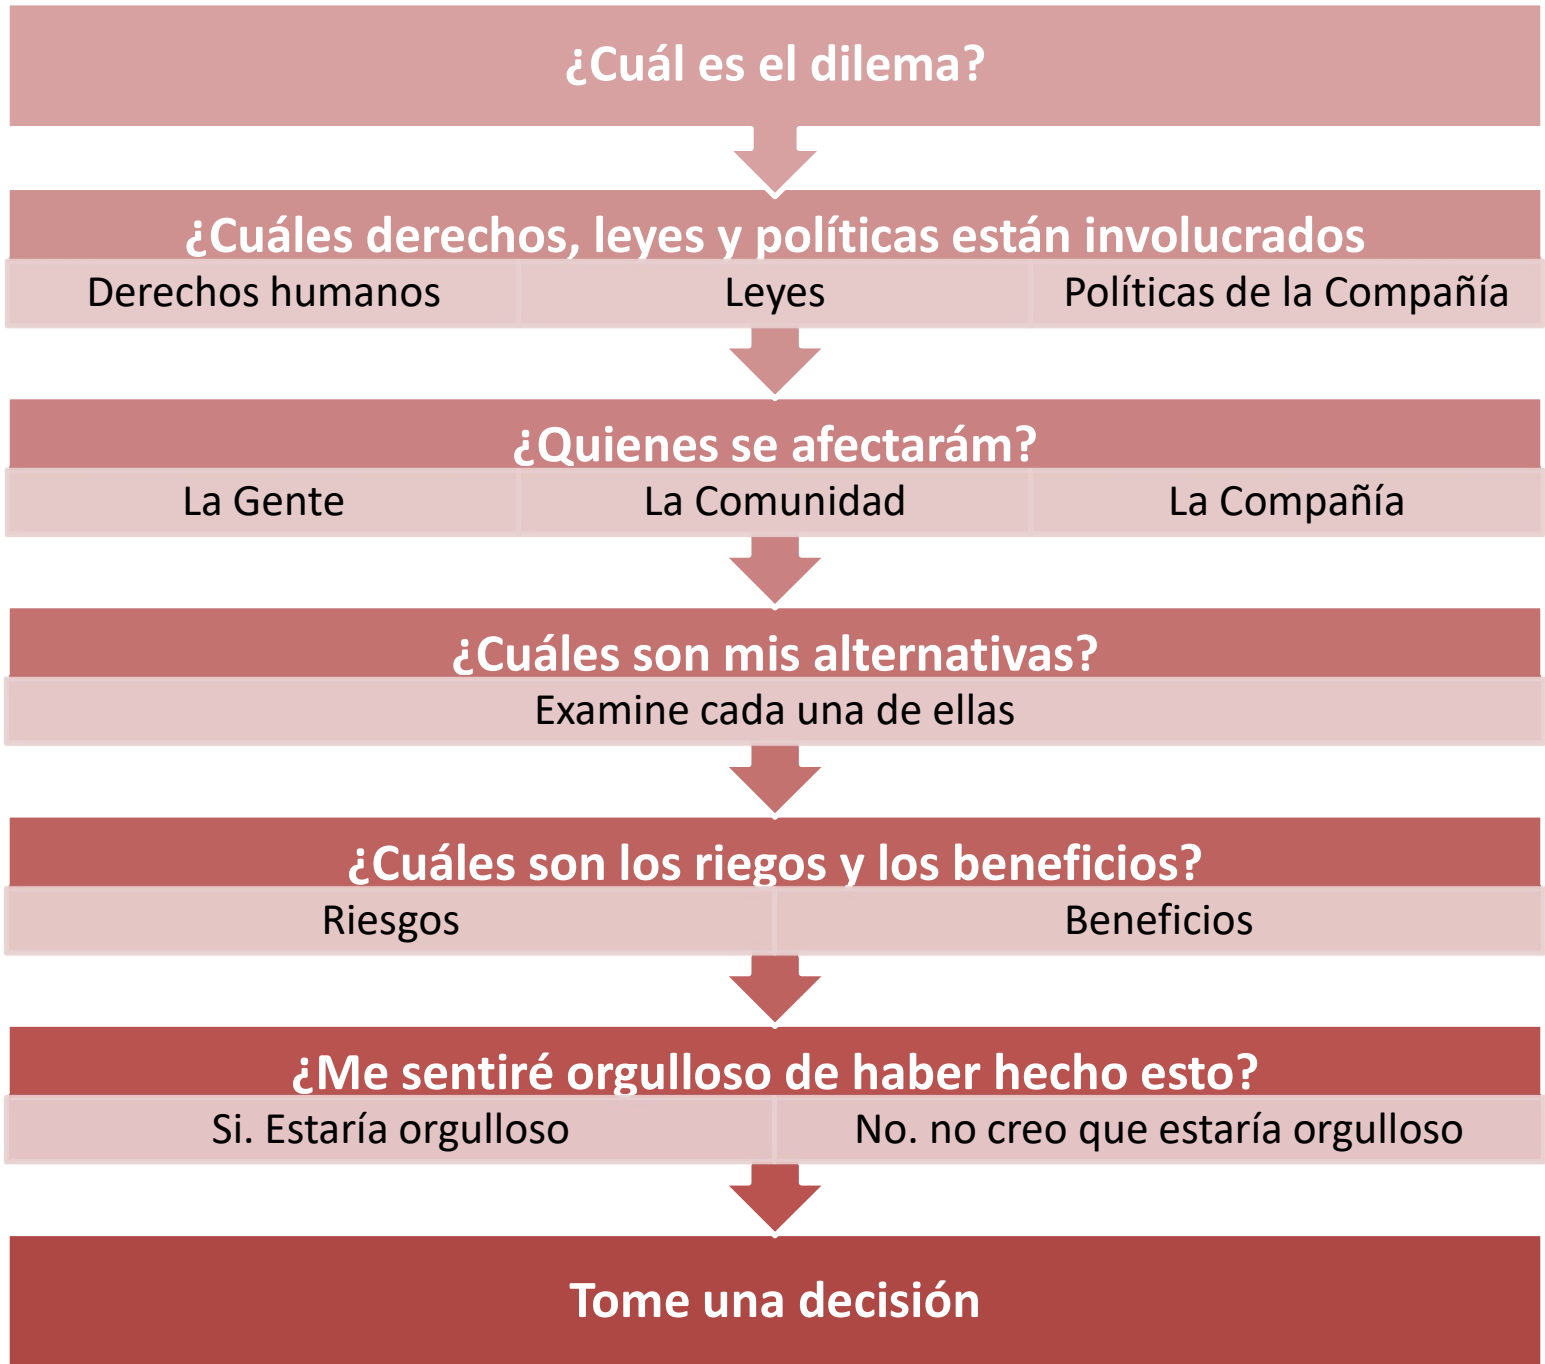 ¿Cuál es el dilema?
¿Cuáles derechos, leyes y políticas están involucrados
Derechos humanos
Leyes
Políticas de la Compañía
¿Quienes se afectarám?
La Gente
La Comunidad
La Compañía
¿Cuáles son mis alternativas?
Examine cada una de ellas
¿Cuáles son los riegos y los beneficios?
Riesgos
Beneficios
¿Me sentiré orgulloso de haber hecho esto?
Si. Estaría orgulloso
No. no creo que estaría orgulloso
Tome una decisión